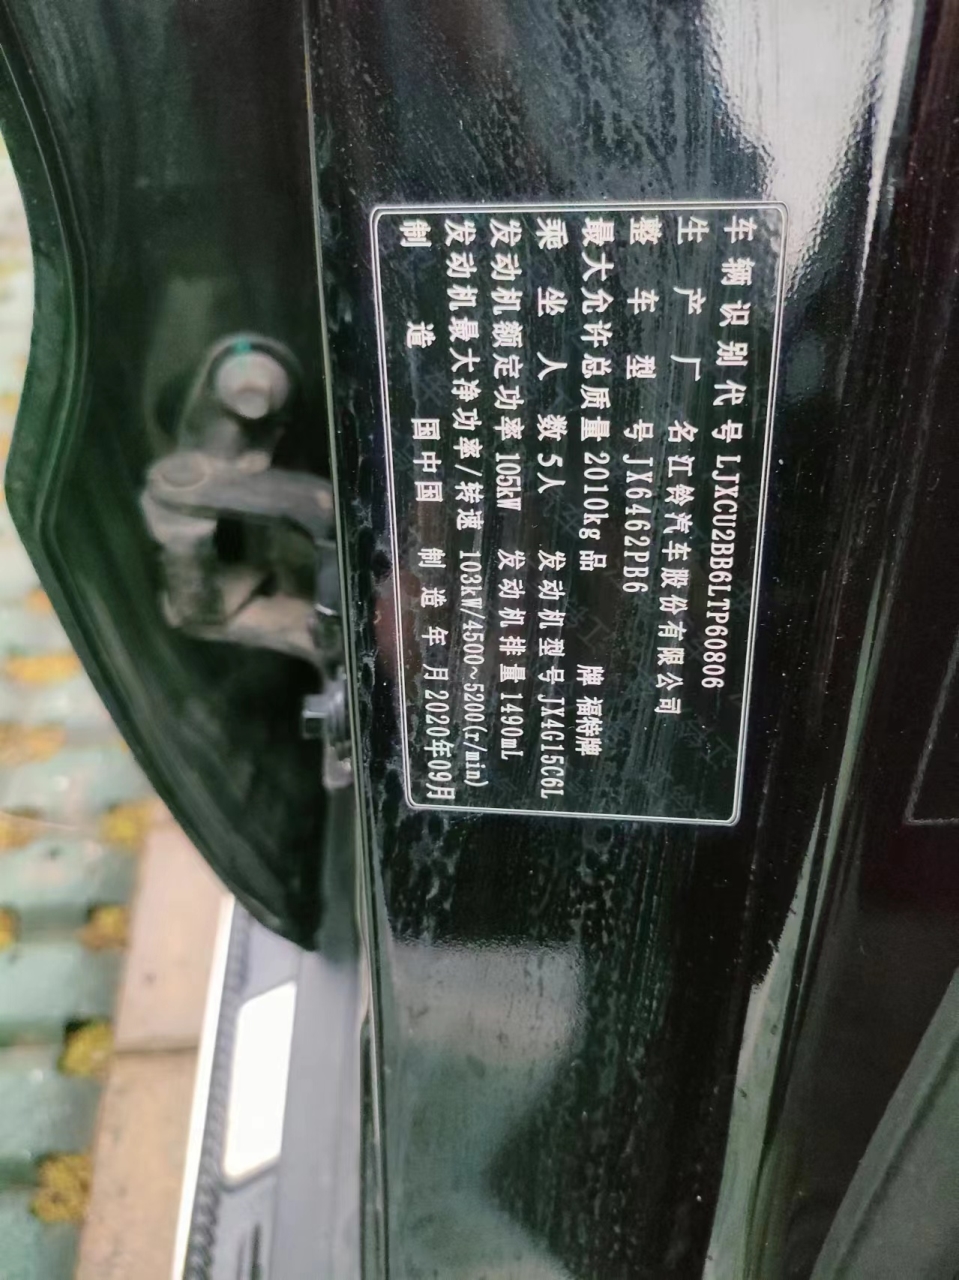 车辆识别代号 LJXCU2BB6LTP60806
生产厂名 江铃汽车股份有限公司
整车型号 JX6462PB6
最大允许总质量 2010kg 品牌 福特牌
乘坐人数 5人 发动机型号 JX4G15C6L
发动机额定功率 105kW 发动机排量 1490mL
发动机最大净功率/转速 103kW/4500~5200(r/min)
制造国 中国 制造年月 2020年09月